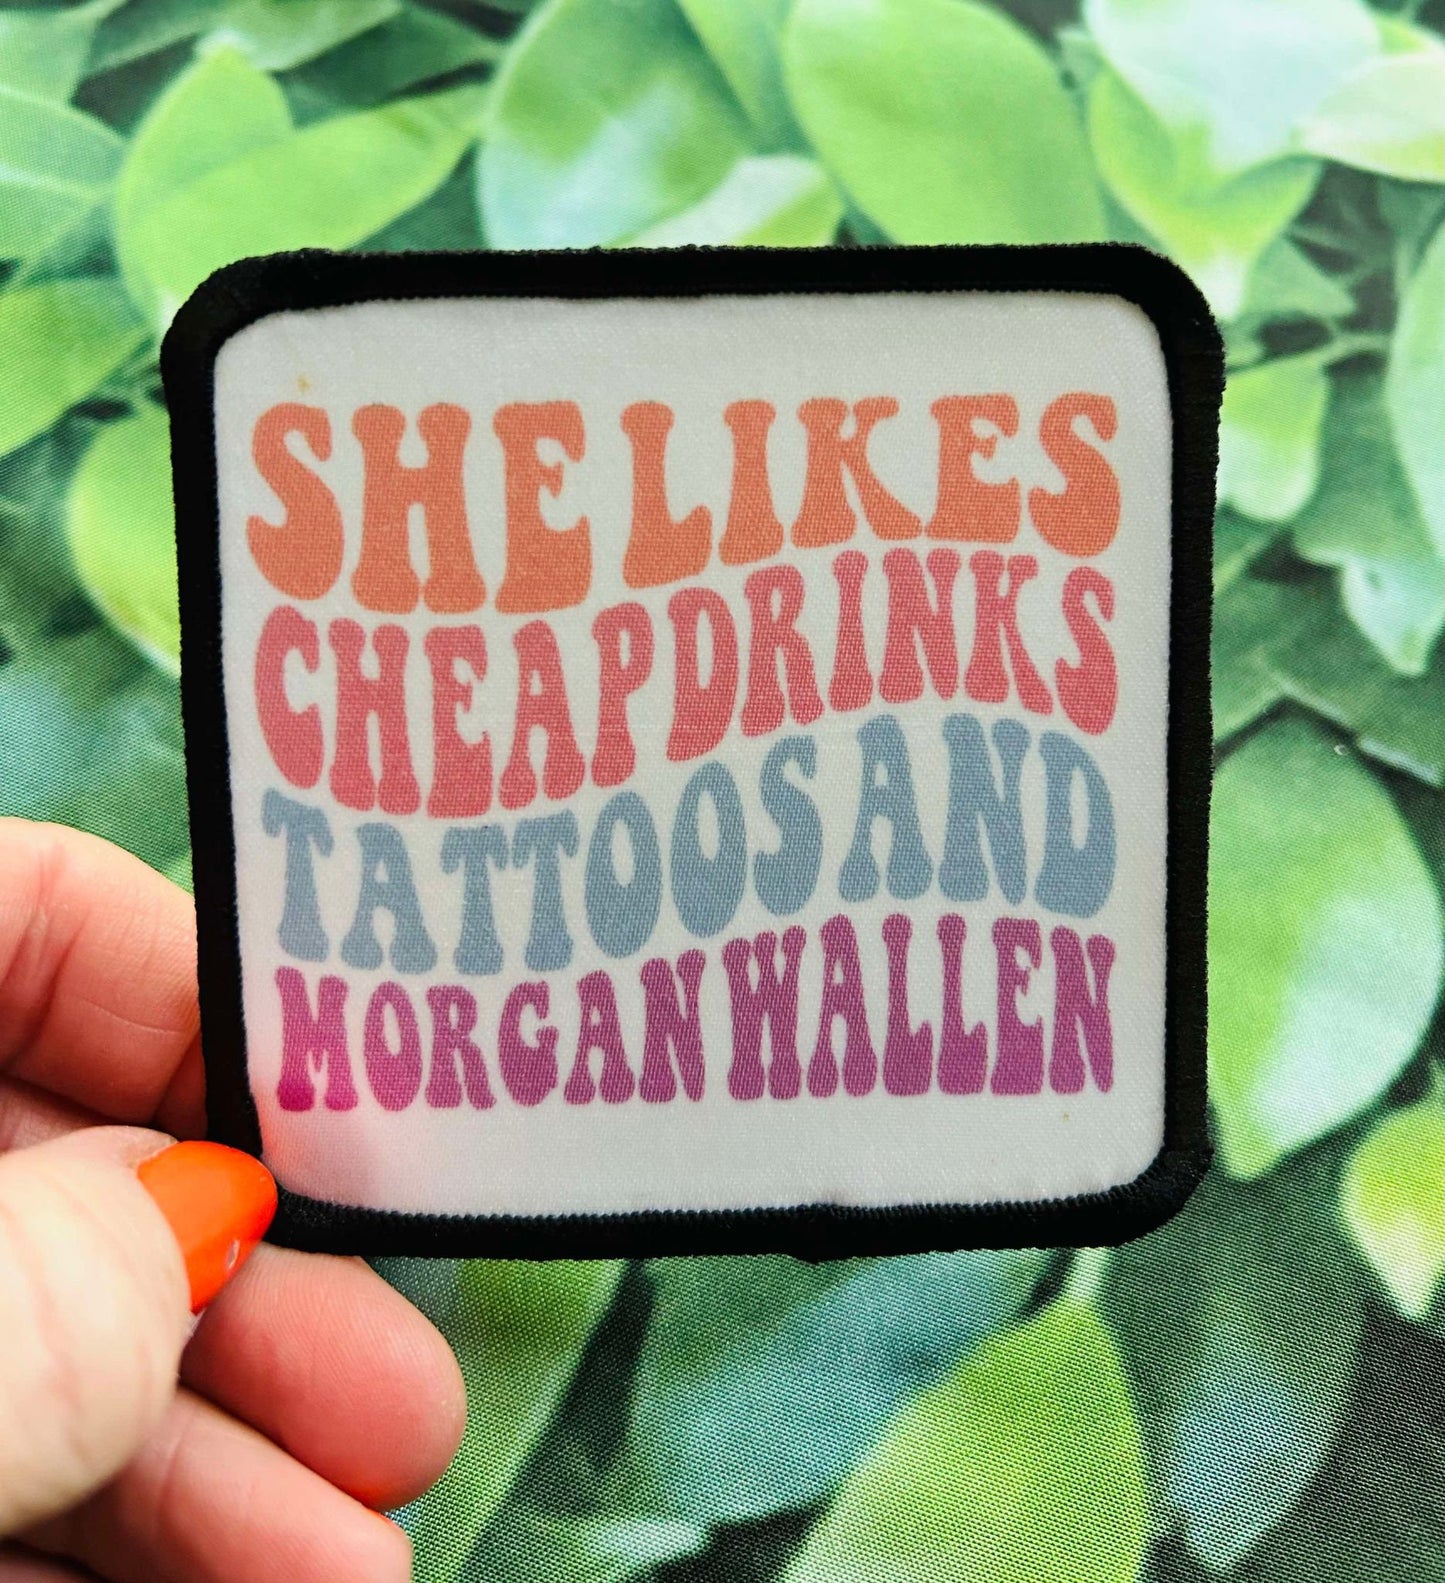 SHE LIKES
CHEAP DRINKS
TATTOOS AND
MORGAN WALLEN